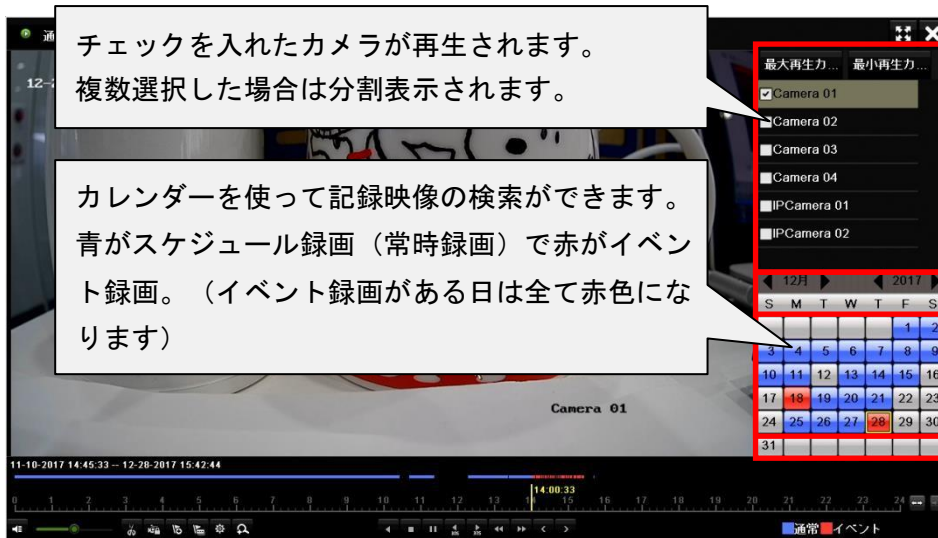 通
チェックを入れたカメラが再生されます。
複数選択した場合は分割表示されます。
12-2
カレンダーを使って記録映像の検索ができます。
青がスケジュール録画（常時録画）で赤がイベン
ト録画。（イベント録画がある日は全て赤色にな
ります）
Camera 01
最大再生カ... 最小再生カ...
Camera 01
Camera 02
Camera 03
Camera 04
IPCamera 01
IPCamera 02
12月 2017
S M T W T F S
1 2
3 4 5 6 7 8 9
10 11 12 13 14 15 16
17 18 19 20 21 22 23
24 25 26 27 28 29 30
31
11-10-2017 14:45:33 -- 12-28-2017 15:42:44
14:00:33
0 1 2 3 4 5 6 7 8 9 10 11 12 13 14 15 16 17 18 19 20 21 22 23 24
通常 イベント